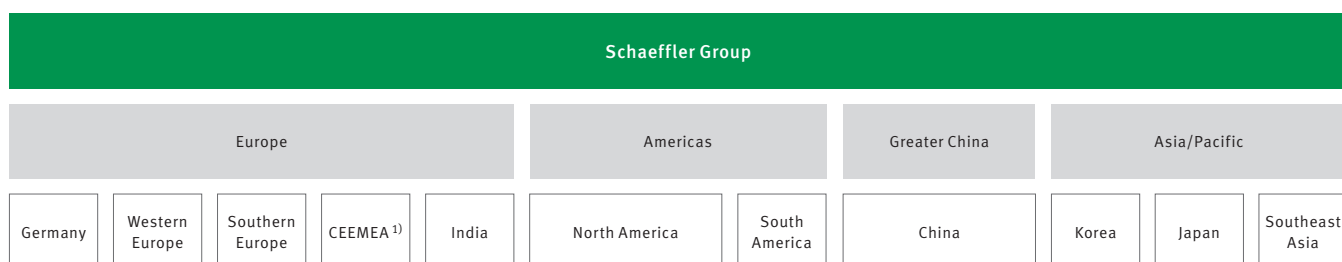 Schaeffler Group
Europe
Americas
Greater China
Asia/Pacific
Germany
Western
Europe
Southern
Europe
CEEMEA 1)
India
North America
South
America
China
Korea
Japan
Southeast
Asia